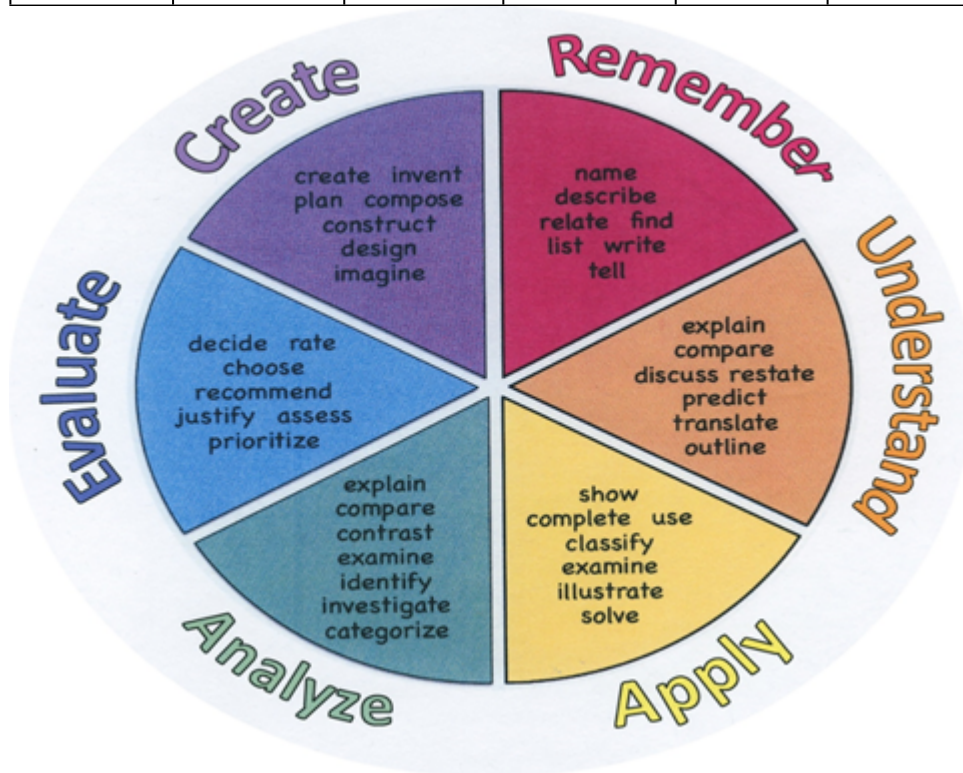 Remember
name
describe
relate find
list write
tell
Understand
explain
compare
discuss restate
predict
translate
outline
Apply
show
complete use
classify
examine
illustrate
solve
Analyze
explain
compare
contrast
examine
identify
investigate
categorize
Evaluate
decide rate
choose
recommend
justify assess
prioritize
Create
create invent
plan compose
construct
design
imagine